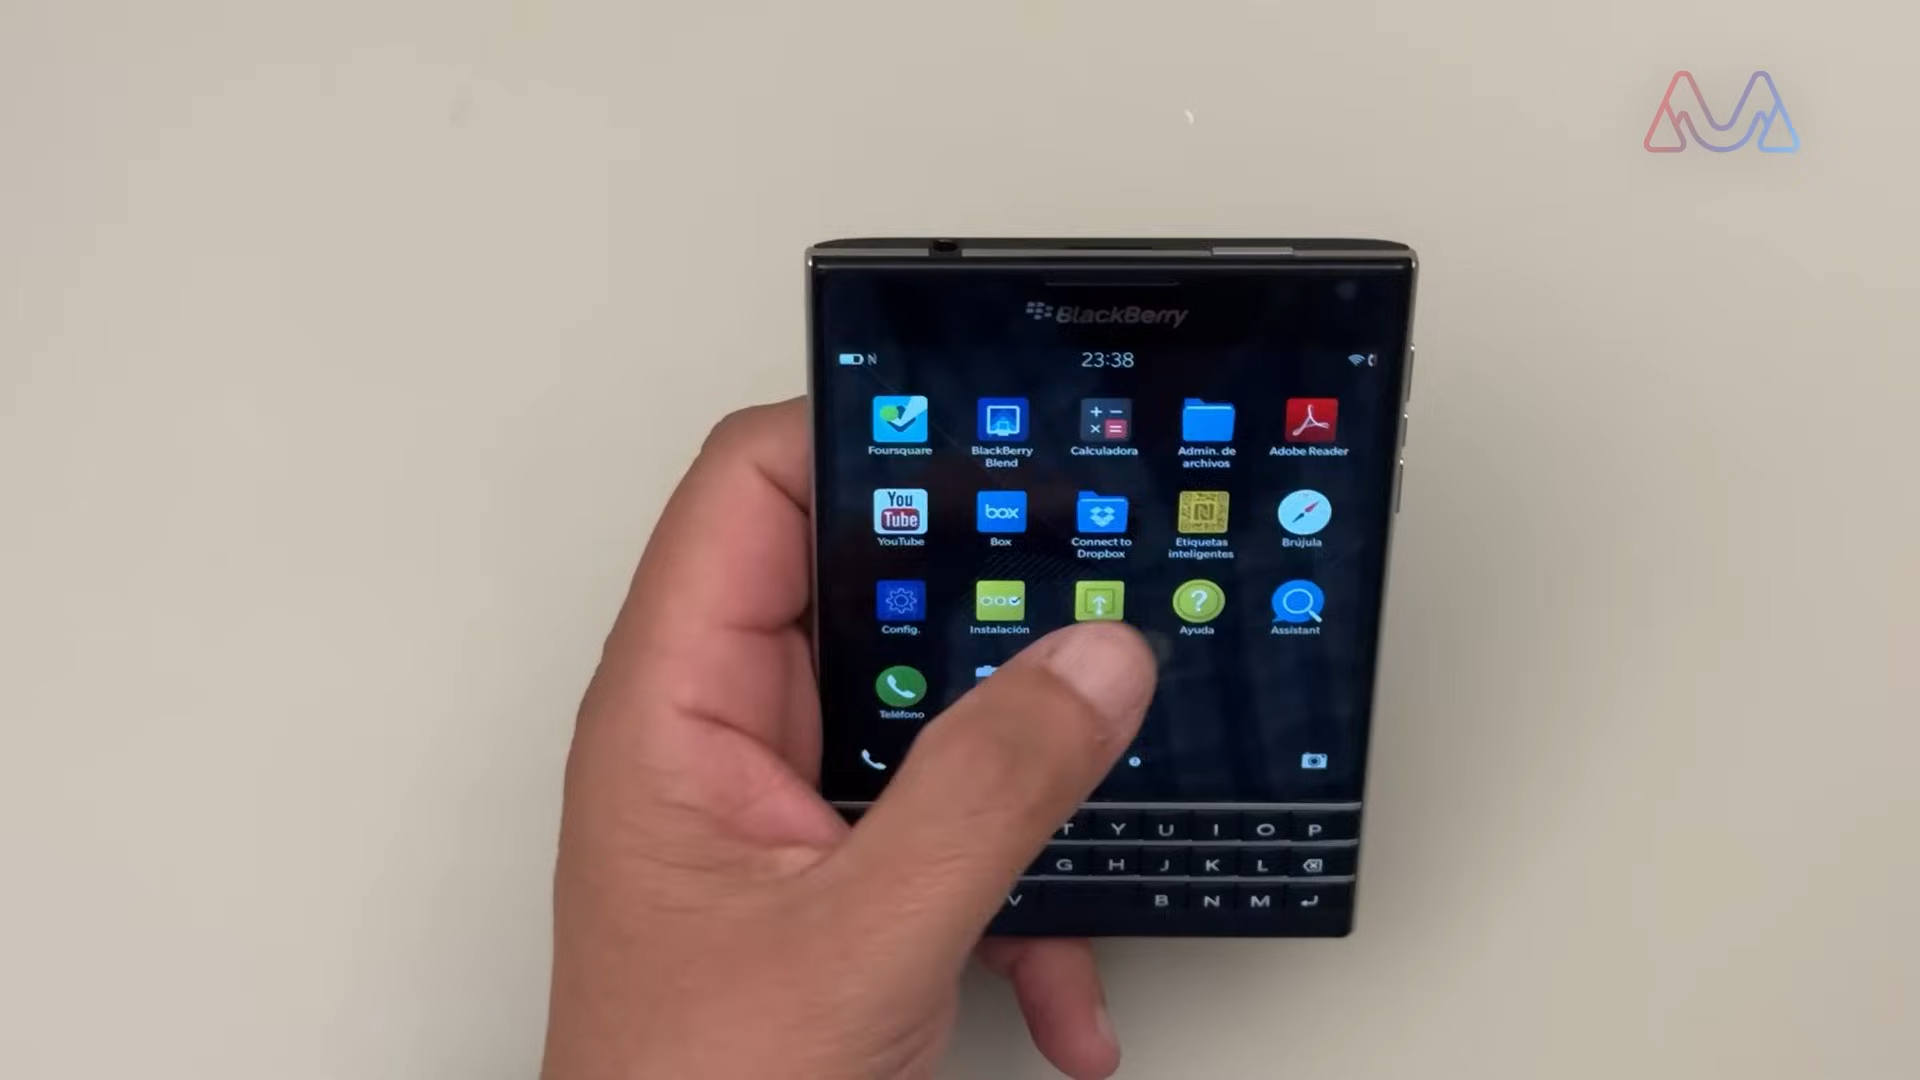 BlackBerry
23:38
Foursquare
BlackBerry
Blend
Calculadora
Admin. de
archivos
Adobe Reader
You
Tube
YouTube
box
Box
Connect to
Dropbox
Etiquetas
inteligentes
Brújula
Config.
Instalación
Ayuda
Assistant
Teléfono
T Y U I O P
G H J K L
V B N M